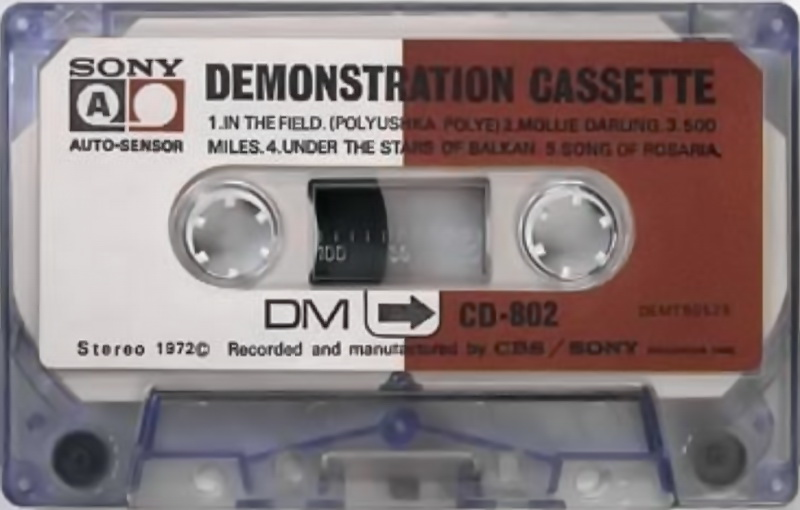 SONY
DEMONSTRATION CASSETTE
A
AUTO-SENSOR
1.IN THE FIELD. (POLYUSHKA POLYE) 2.MOLLIE DARLING. 3.500
MILES. 4.UNDER THE STARS OF BALKAN 5.SONG OF ROSARIA.
100
DM
CD-802
Stereo 1972© Recorded and manufactured by CBS / SONY